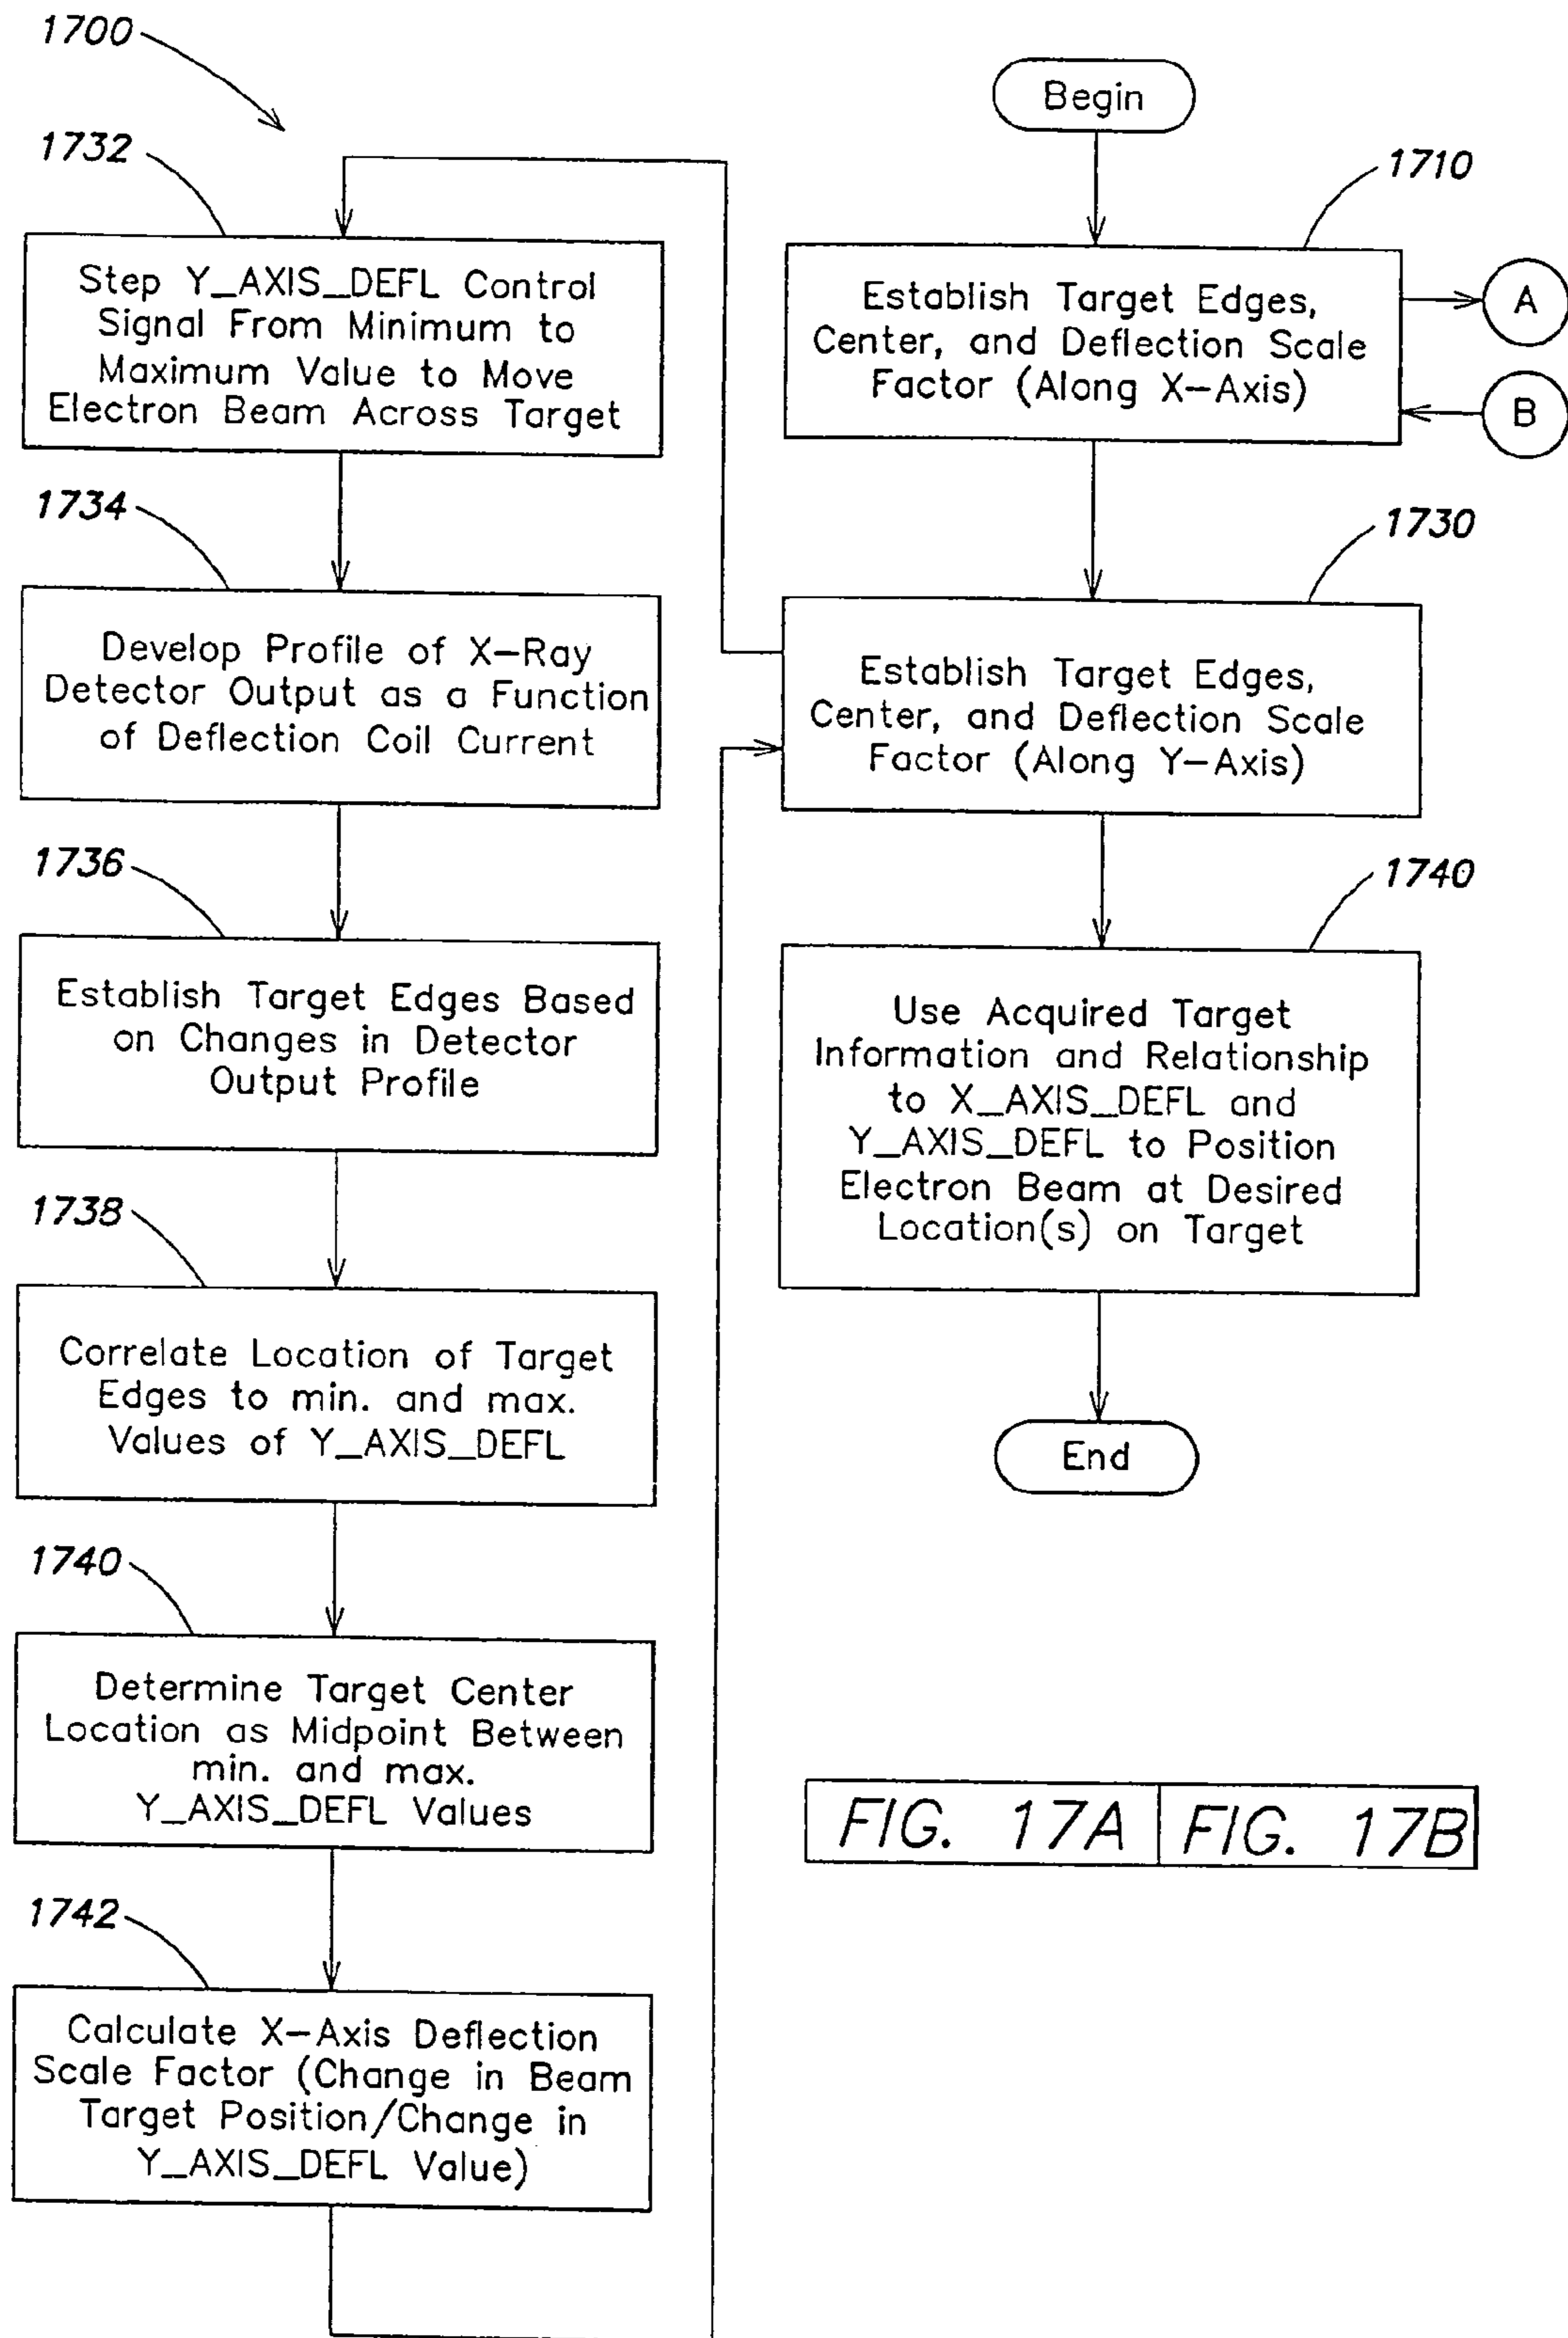 1700
1732
Step Y_AXIS_DEFL Control
Signal From Minimum to
Maximum Value to Move
Electron Beam Across Target
1734
Develop Profile of X-Ray
Detector Output as a Function
of Deflection Coil Current
1736
Establish Target Edges Based
on Changes in Detector
Output Profile
1738
Correlate Location of Target
Edges to min. and max.
Values of Y_AXIS_DEFL
1740
Determine Target Center
Location as Midpoint Between
min. and max.
Y_AXIS_DEFL Values
1742
Calculate X-Axis Deflection
Scale Factor (Change in Beam
Target Position/Change in
Y_AXIS_DEFL Value)
Begin
1710
Establish Target Edges,
Center, and Deflection Scale
Factor (Along X-Axis)
A
B
1730
Establish Target Edges,
Center, and Deflection Scale
Factor (Along Y-Axis)
1740
Use Acquired Target
Information and Relationship
to X_AXIS_DEFL and
Y_AXIS_DEFL to Position
Electron Beam at Desired
Location(s) on Target
End
FIG. 17A
FIG. 17B